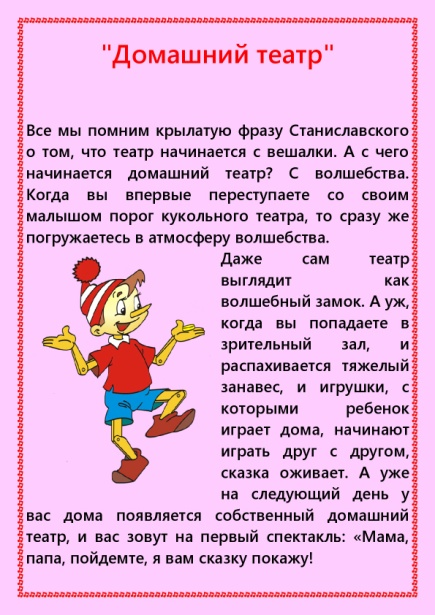 "Домашний театр"
Все мы помним крылатую фразу Станиславского
о том, что театр начинается с вешалки. А с чего
начинается домашний театр? С волшебства.
Когда вы впервые переступаете со своим
малышом порог кукольного театра, то сразу же
погружаетесь в атмосферу волшебства.
Даже сам театр
выглядит как
волшебный замок. А уж,
когда вы попадаете в
зрительный зал, и
распахивается тяжелый
занавес, и игрушки, с
которыми ребенок
играет дома, начинают
играть друг с другом,
сказка оживает. А уже
на следующий день у
вас дома появляется собственный домашний
театр, и вас зовут на первый спектакль: «Мама,
папа, пойдемте, я вам сказку покажу!